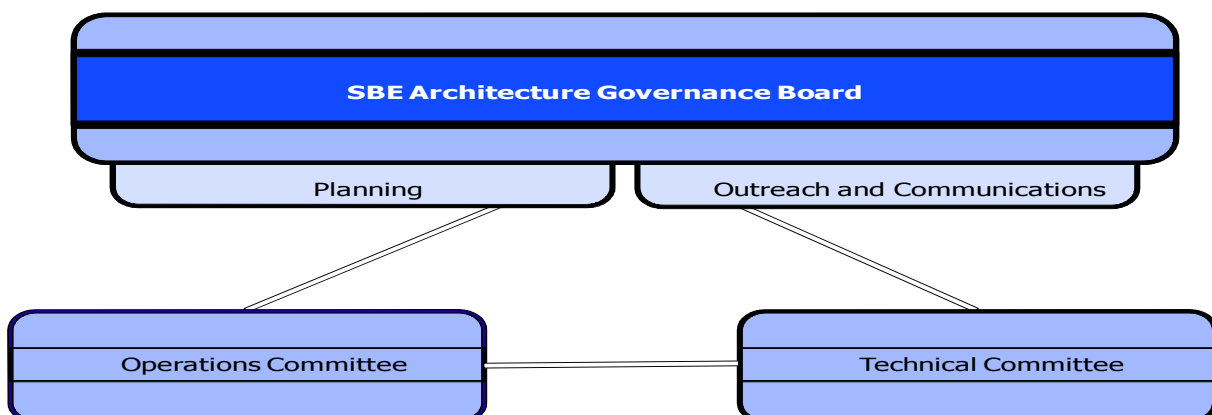 SBE Architecture Governance Board
Planning
Outreach and Communications
Operations Committee
Technical Committee